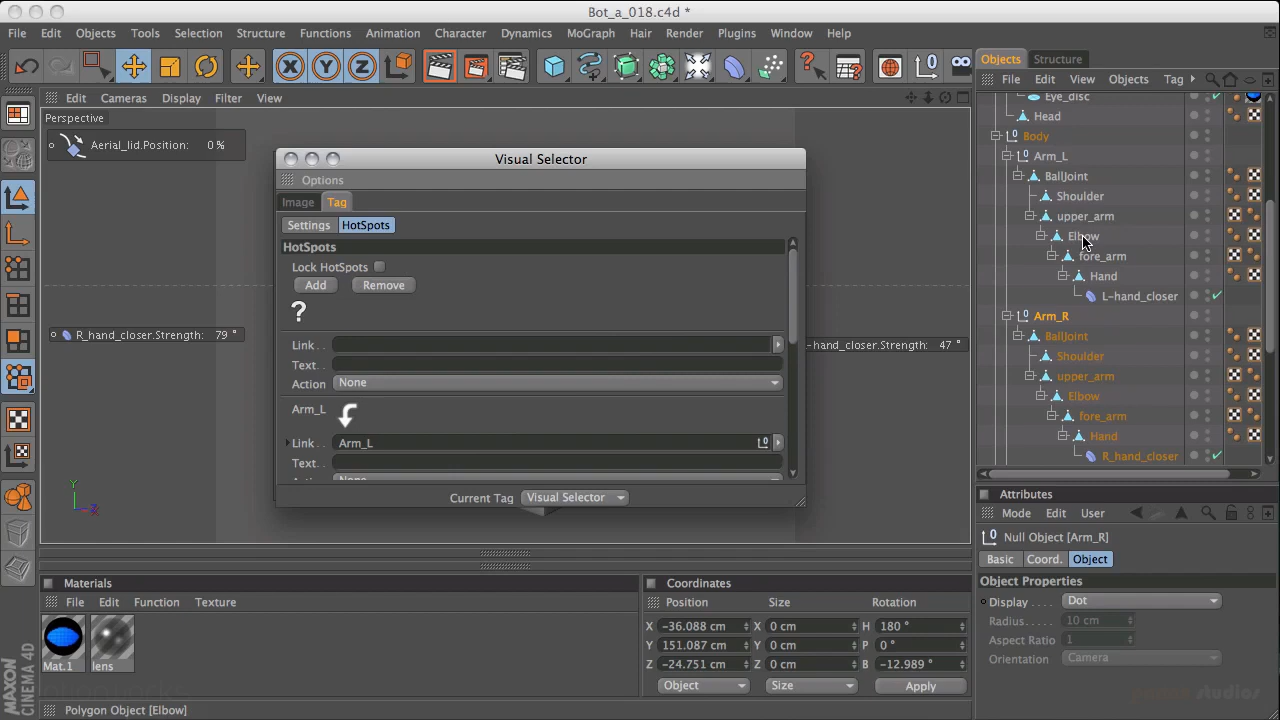 Bot_a_018.c4d *
File Edit Objects Tools Selection Structure Functions Animation Character Dynamics MoGraph Hair Render Plugins Window Help
Edit Cameras Display Filter View
Perspective
Aerial_lid.Position: 0 %
R_hand_closer.Strength: 79 °
-hand_closer.Strength: 47 °
Visual Selector
Options
Image Tag
Settings HotSpots
HotSpots
Lock HotSpots
Add Remove
?
Link . .
Text. .
Action None
Arm_L
Link. . Arm_L
Text. .
Current Tag Visual Selector
Objects Structure
File Edit View Objects Tag
Eye_disc
Head
Body
Arm_L
BallJoint
Shoulder
upper_arm
Elbow
fore_arm
Hand
L-hand_closer
Arm_R
BallJoint
Shoulder
upper_arm
Elbow
fore_arm
Hand
R_hand_closer
Attributes
Mode Edit User
Null Object [Arm_R]
Basic Coord. Object
Object Properties
Display . . . . Dot
Radius. . . . . 10 cm
Aspect Ratio 1
Orientation Camera
Materials
File Edit Function Texture
Mat.1 lens
Coordinates
Position Size Rotation
X -36.088 cm X 0 cm H 180 °
Y 151.087 cm Y 0 cm P 0 °
Z -24.751 cm Z 0 cm B -12.989 °
Object Size Apply
MAXON
CINEMA 4D
Polygon Object [Elbow]